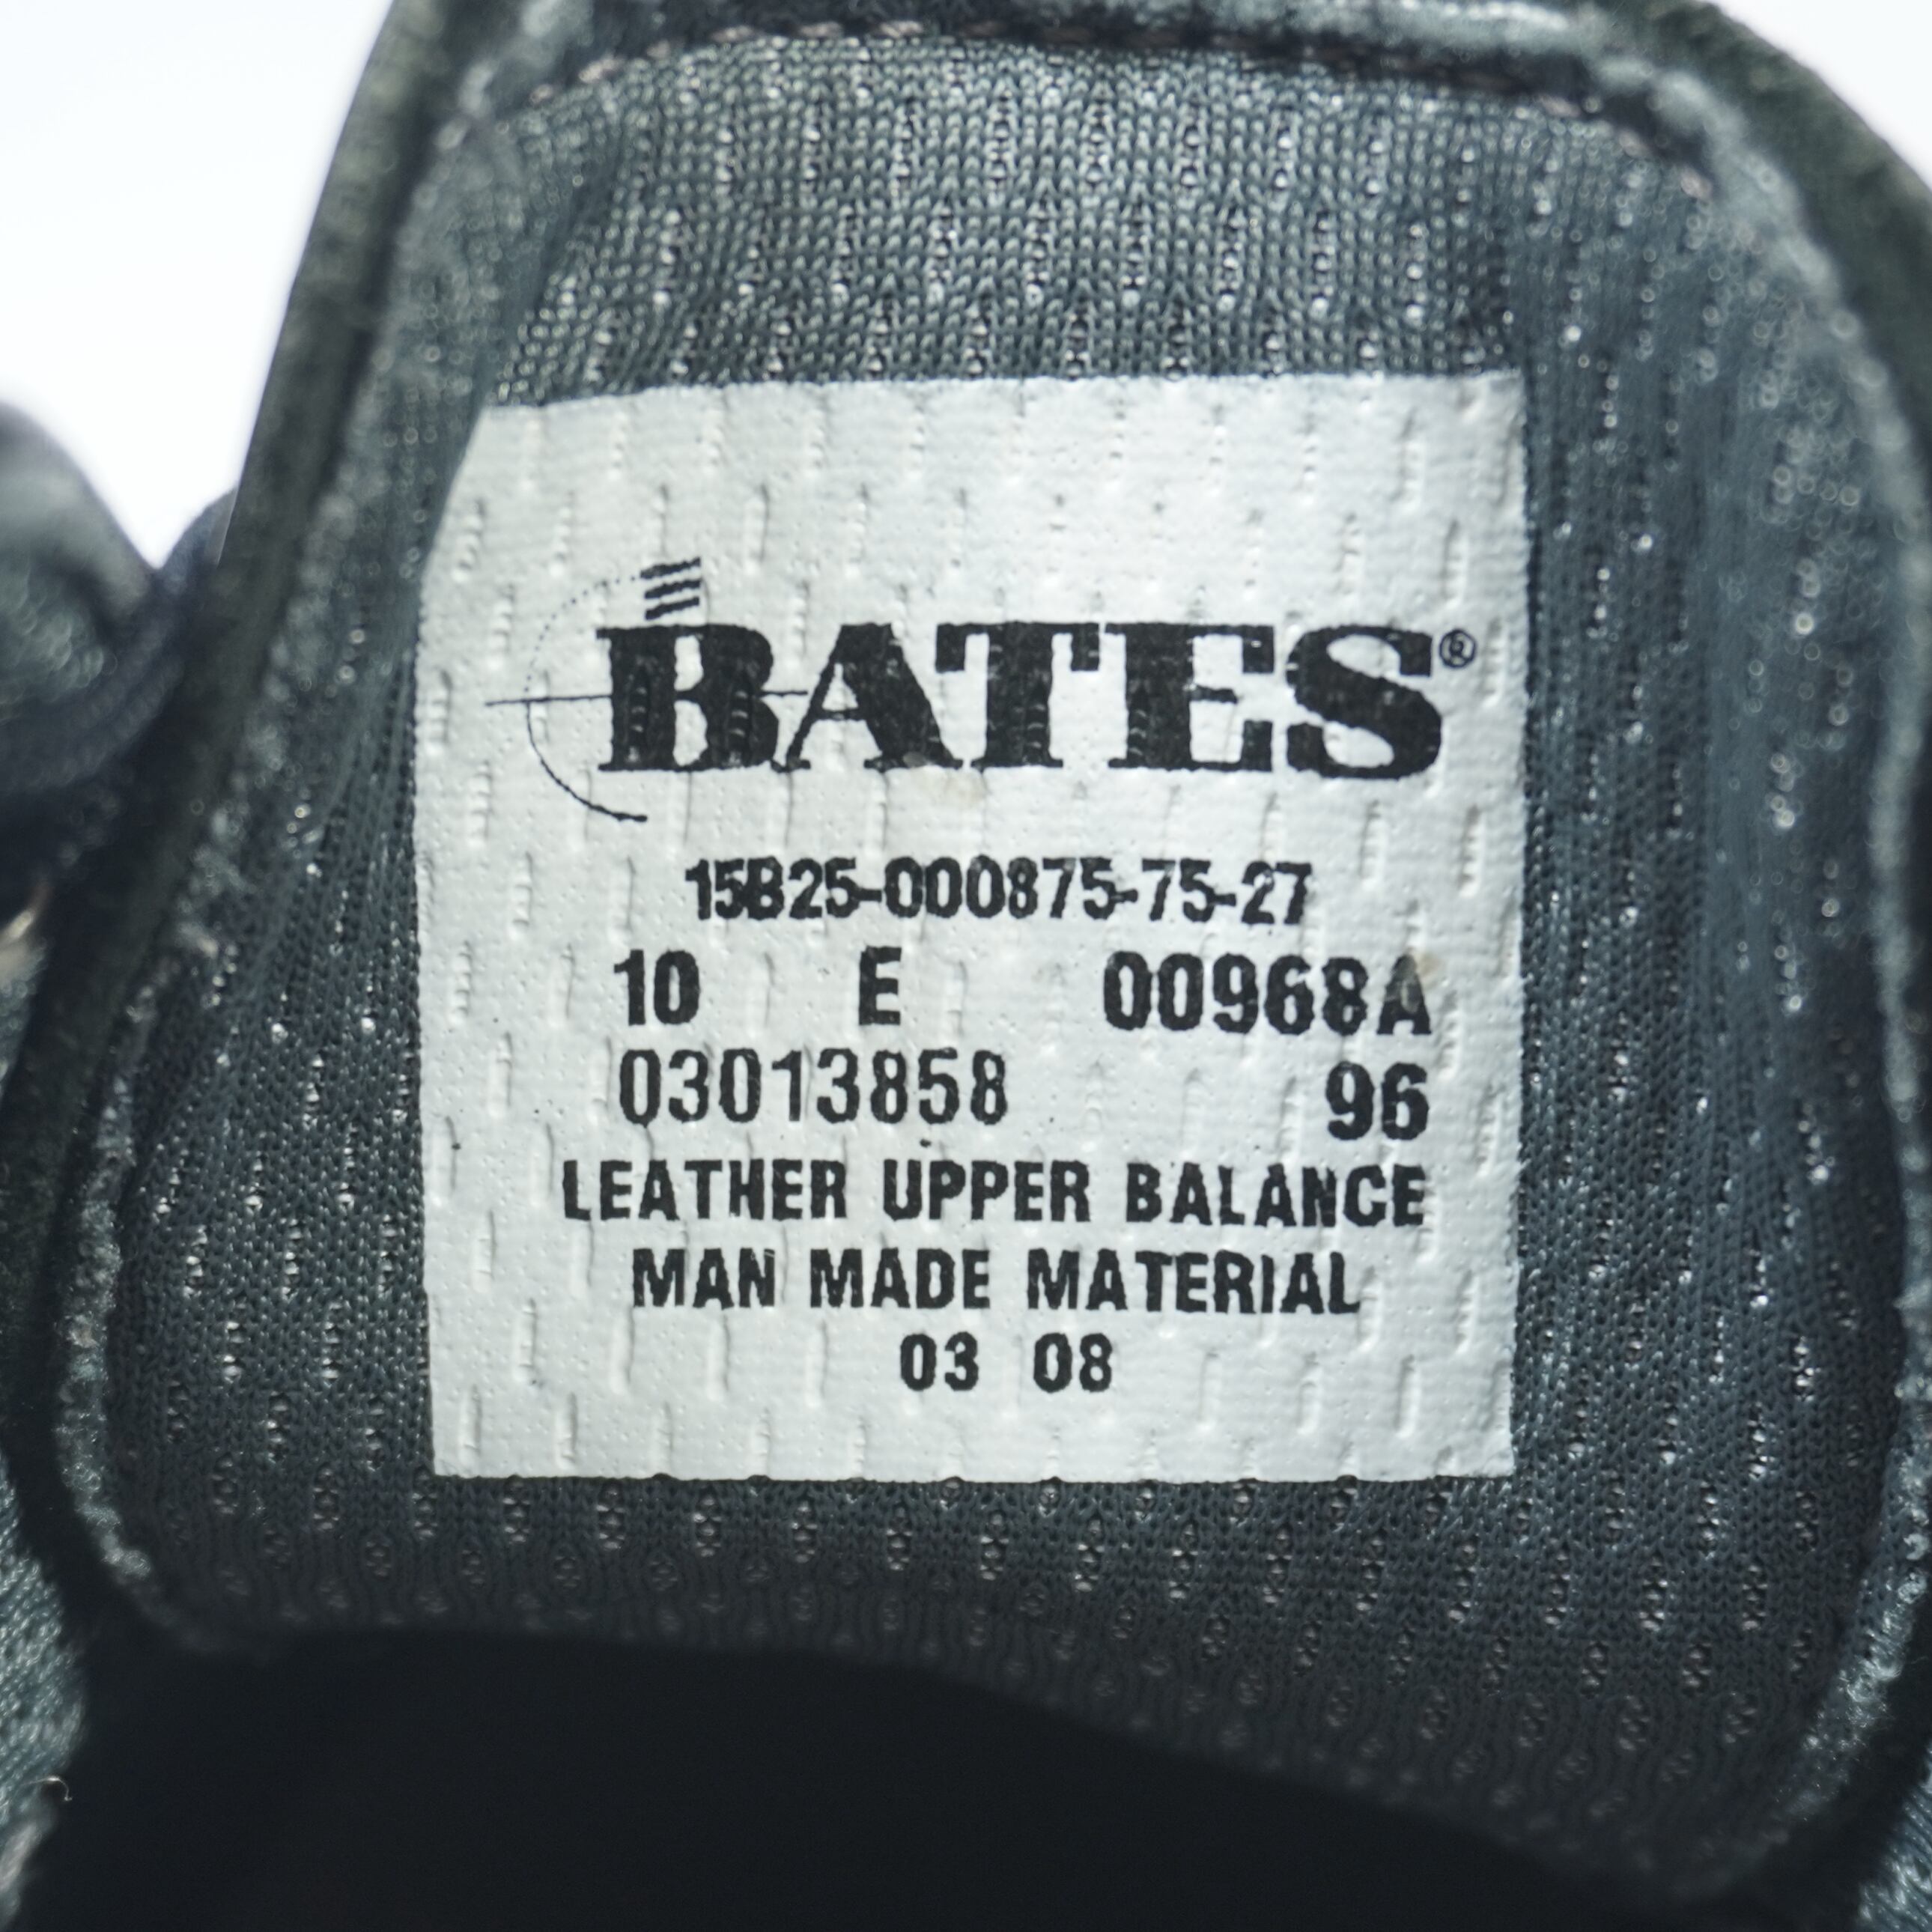 BATES®
15B25-000875-75-27
10 E 00968A
03013858 96
LEATHER UPPER BALANCE
MAN MADE MATERIAL
03 08